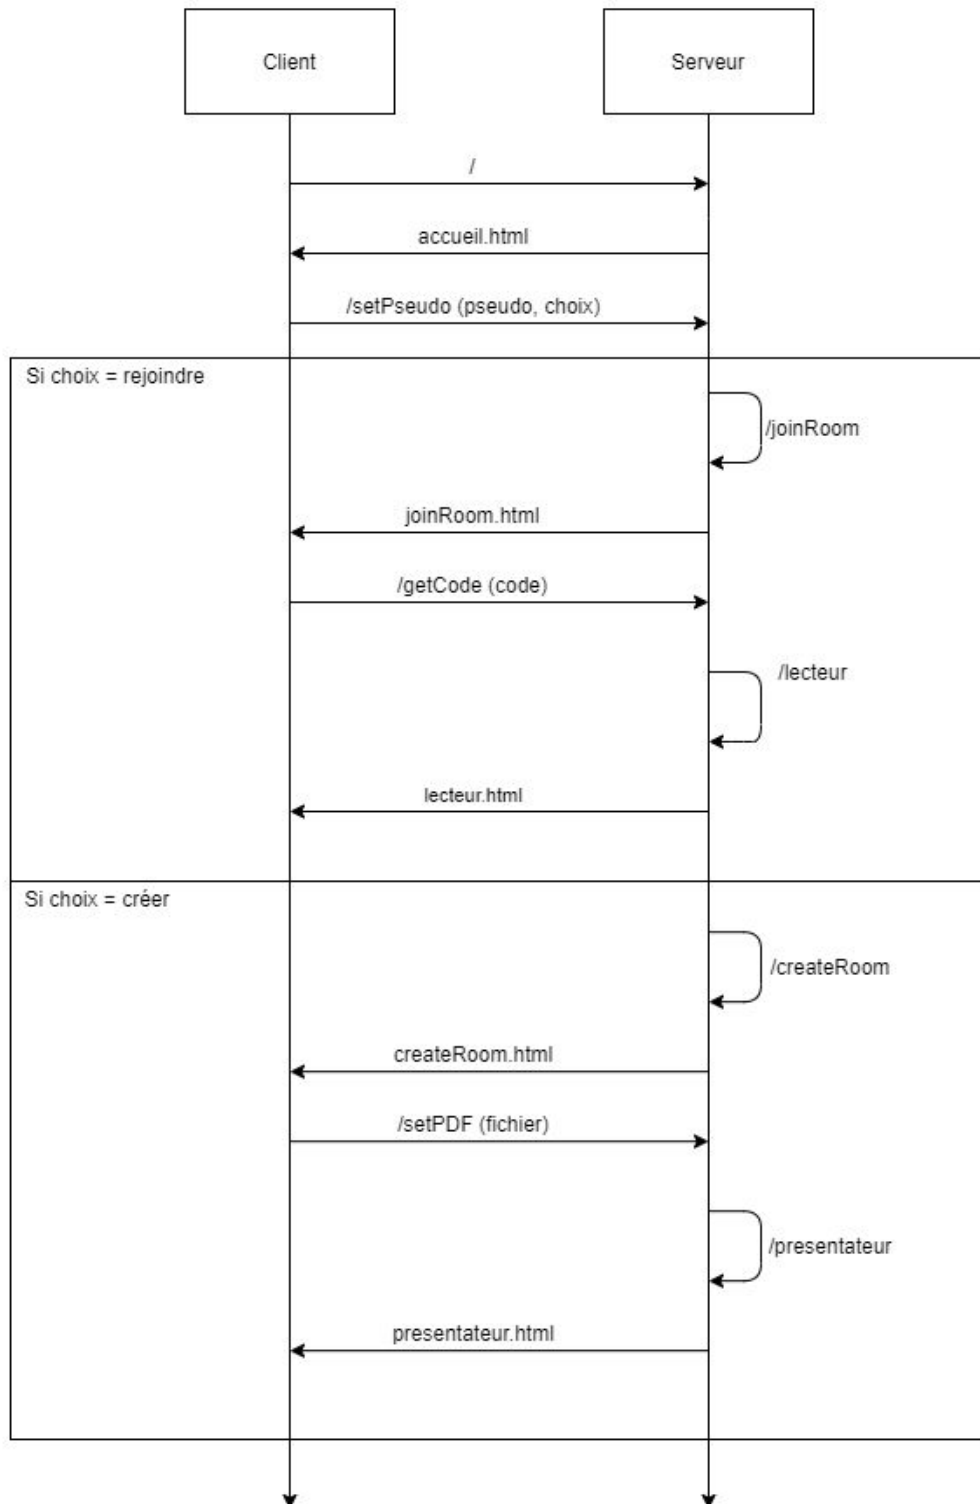 Client
Serveur
/
accueil.html
/setPseudo (pseudo, choix)
Si choix = rejoindre
/joinRoom
joinRoom.html
/getCode (code)
/lecteur
lecteur.html
Si choix = créer
/createRoom
createRoom.html
/setPDF (fichier)
/presentateur
presentateur.html